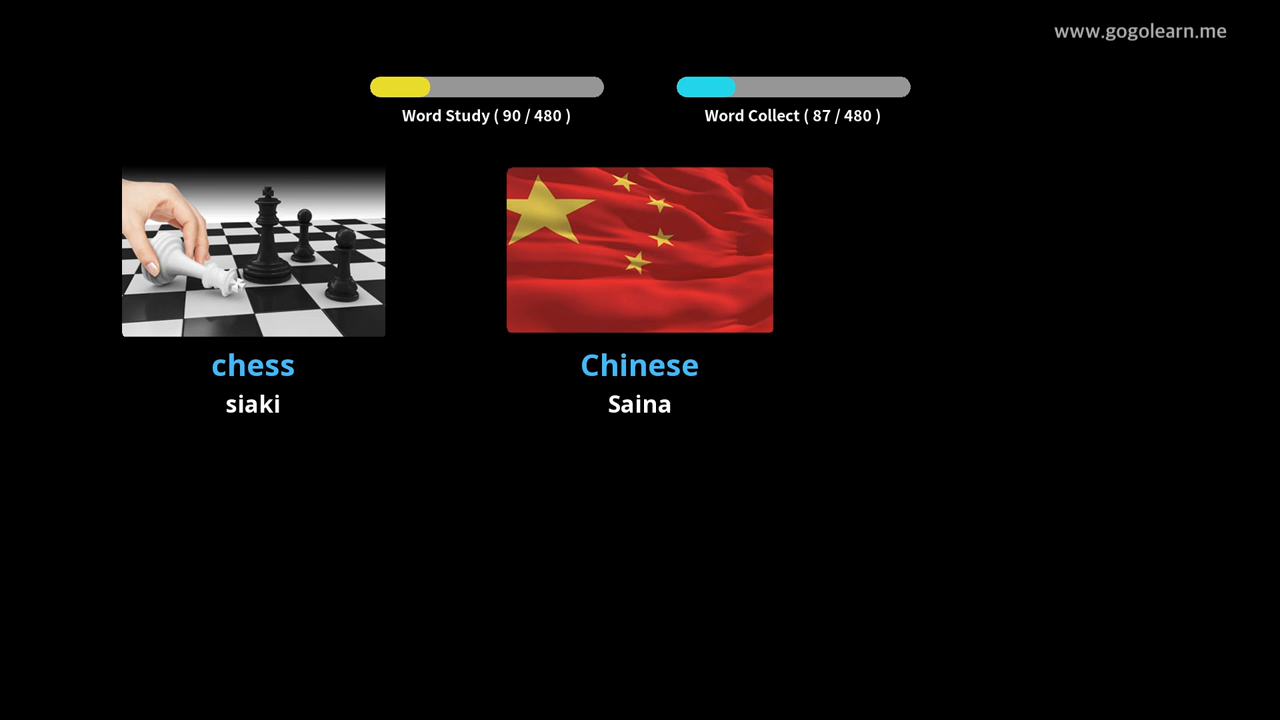 www.gogolearn.me
Word Study ( 90 / 480 )
Word Collect ( 87 / 480 )
chess
siaki
Chinese
Saina